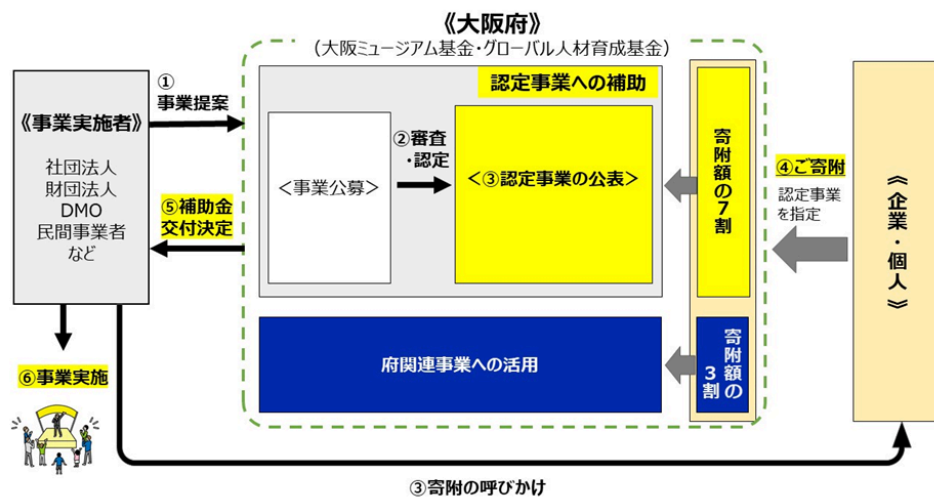 《大阪府》
（大阪ミュージアム基金・グローバル人材育成基金）
《事業実施者》
社団法人
財団法人
DMO
民間事業者
など
①
事業提案
⑤補助金
交付決定
⑥事業実施
認定事業への補助
＜事業公募＞
②審査
・認定
＜③認定事業の公表＞
寄附額の７割
府関連事業への活用
寄附額の
３割
④ご寄附
認定事業
を指定
《企業・個人》
③寄附の呼びかけ